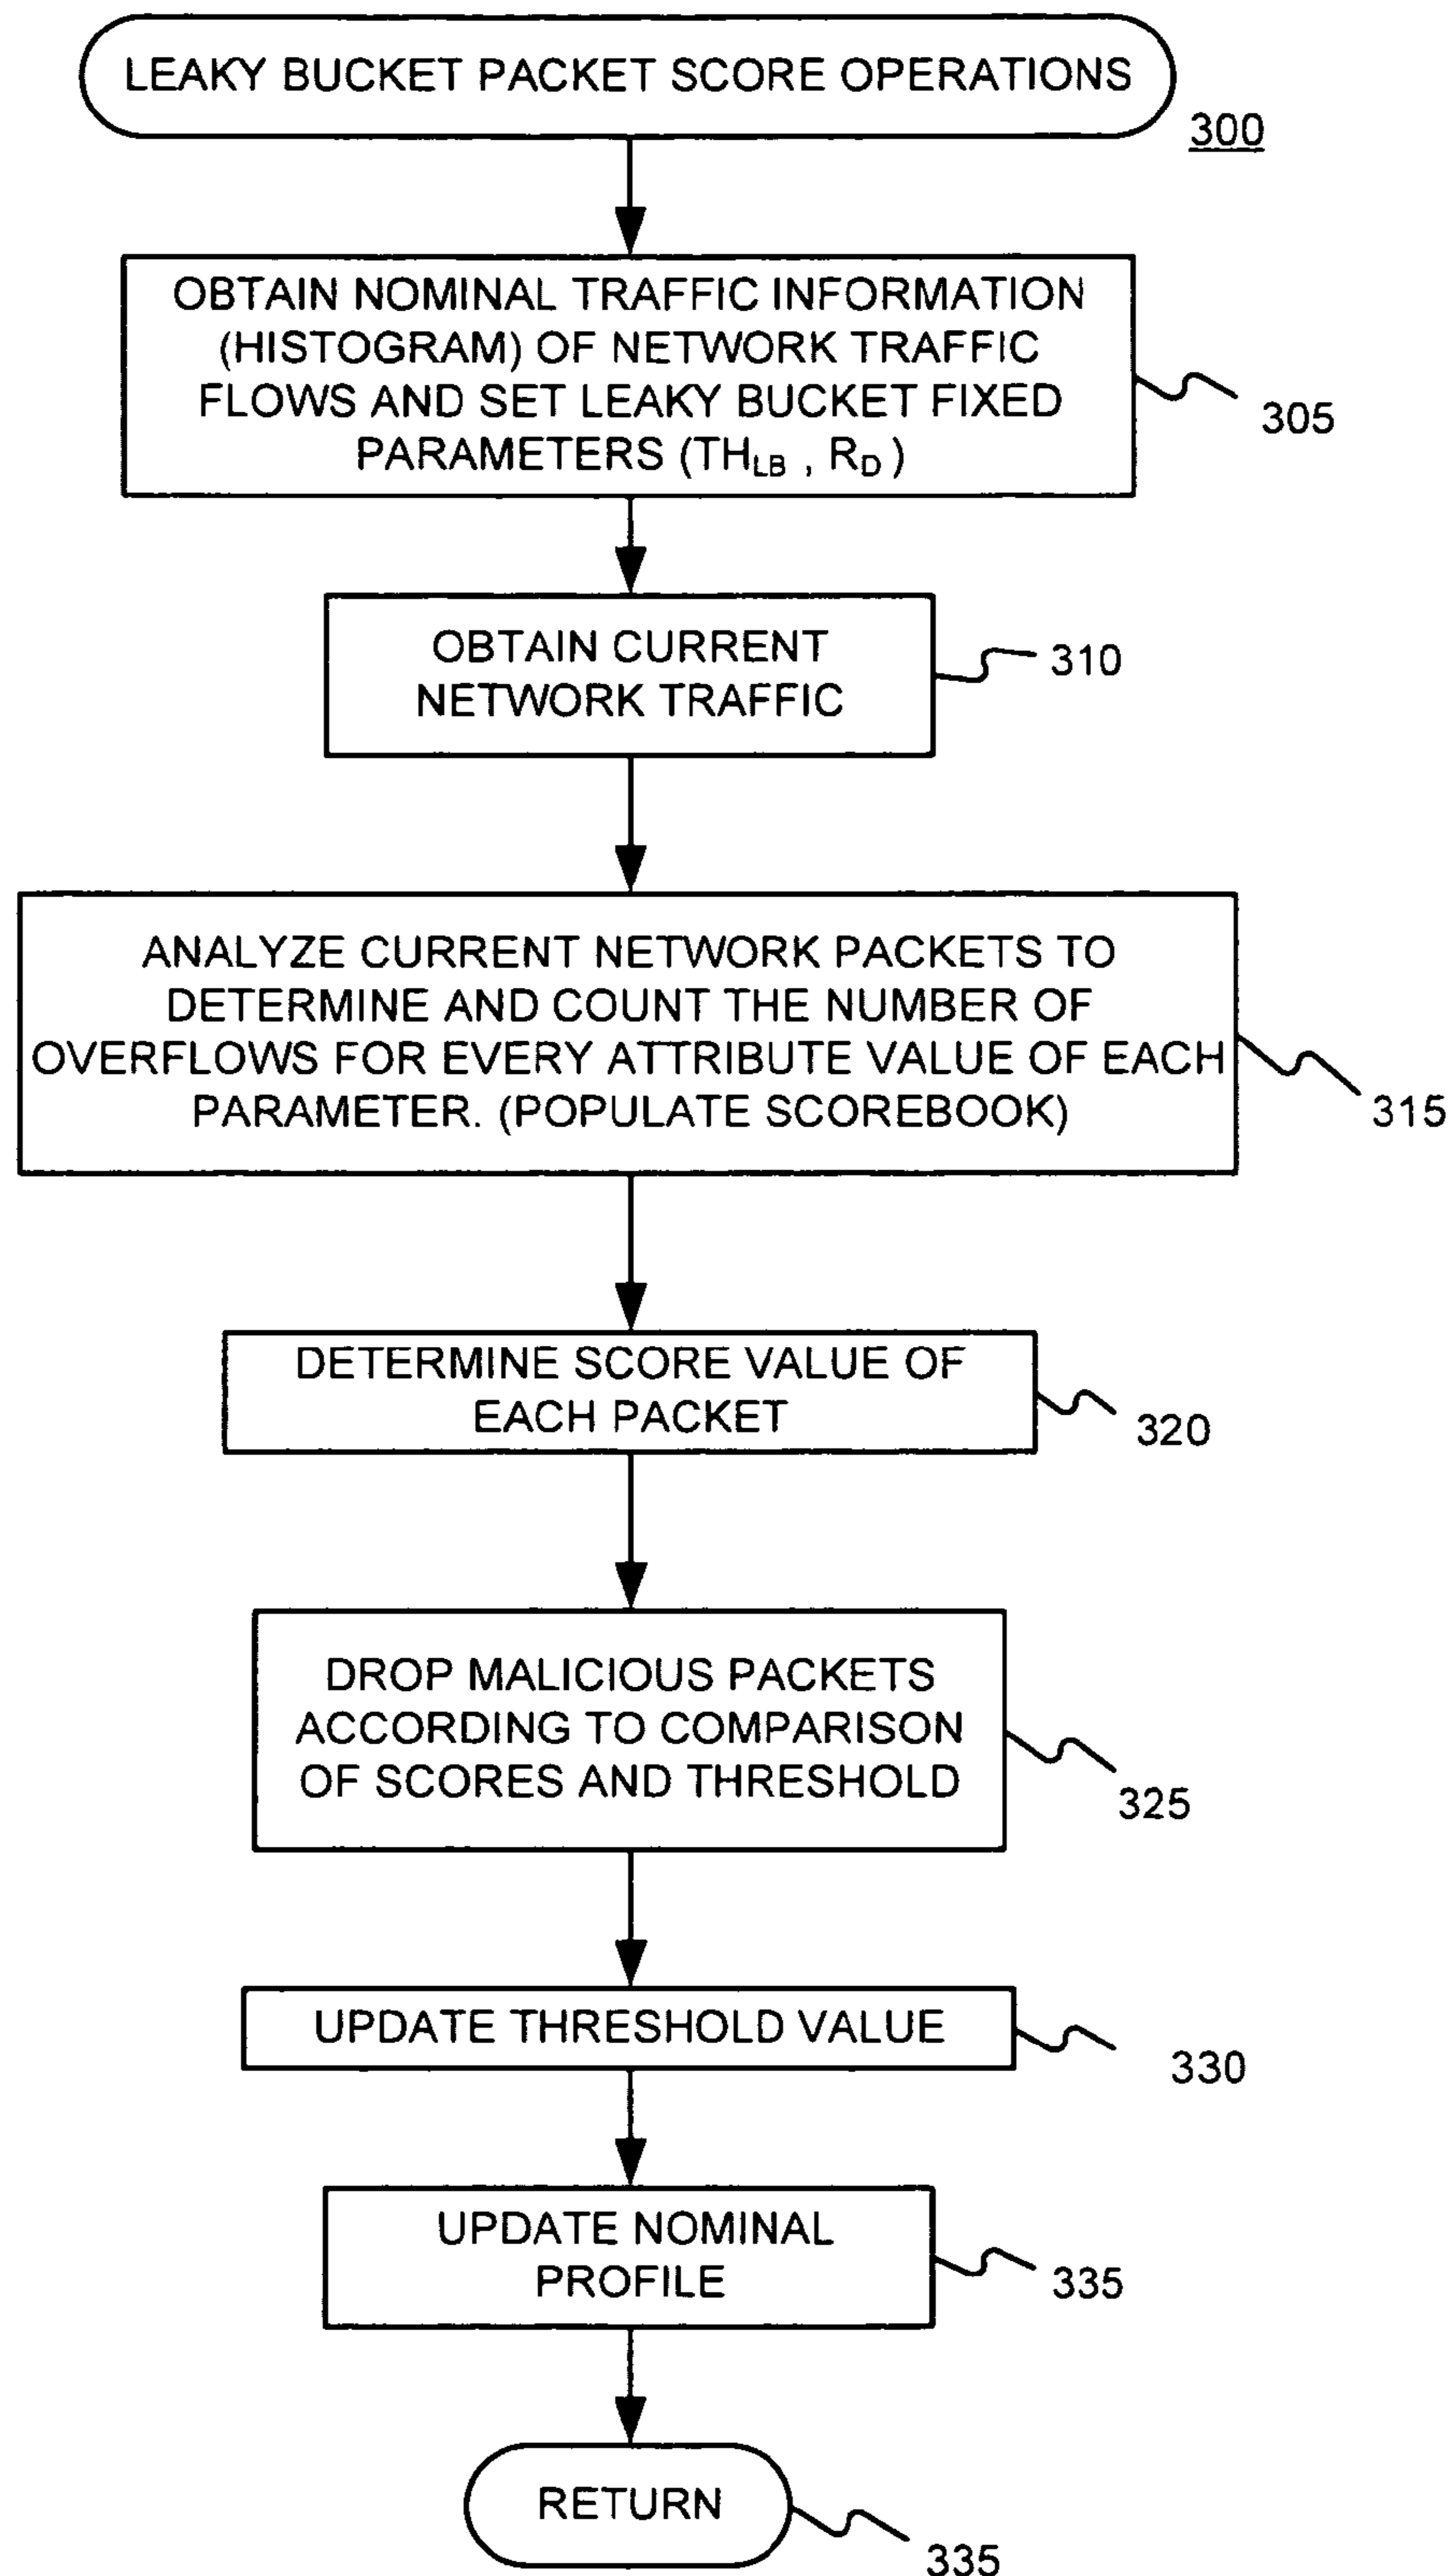 LEAKY BUCKET PACKET SCORE OPERATIONS
300
OBTAIN NOMINAL TRAFFIC INFORMATION
(HISTOGRAM) OF NETWORK TRAFFIC
FLOWS AND SET LEAKY BUCKET FIXED
PARAMETERS (TH_LB , R_D )
305
OBTAIN CURRENT
NETWORK TRAFFIC
310
ANALYZE CURRENT NETWORK PACKETS TO
DETERMINE AND COUNT THE NUMBER OF
OVERFLOWS FOR EVERY ATTRIBUTE VALUE OF EACH
PARAMETER. (POPULATE SCOREBOOK)
315
DETERMINE SCORE VALUE OF
EACH PACKET
320
DROP MALICIOUS PACKETS
ACCORDING TO COMPARISON
OF SCORES AND THRESHOLD
325
UPDATE THRESHOLD VALUE
330
UPDATE NOMINAL
PROFILE
335
RETURN
335